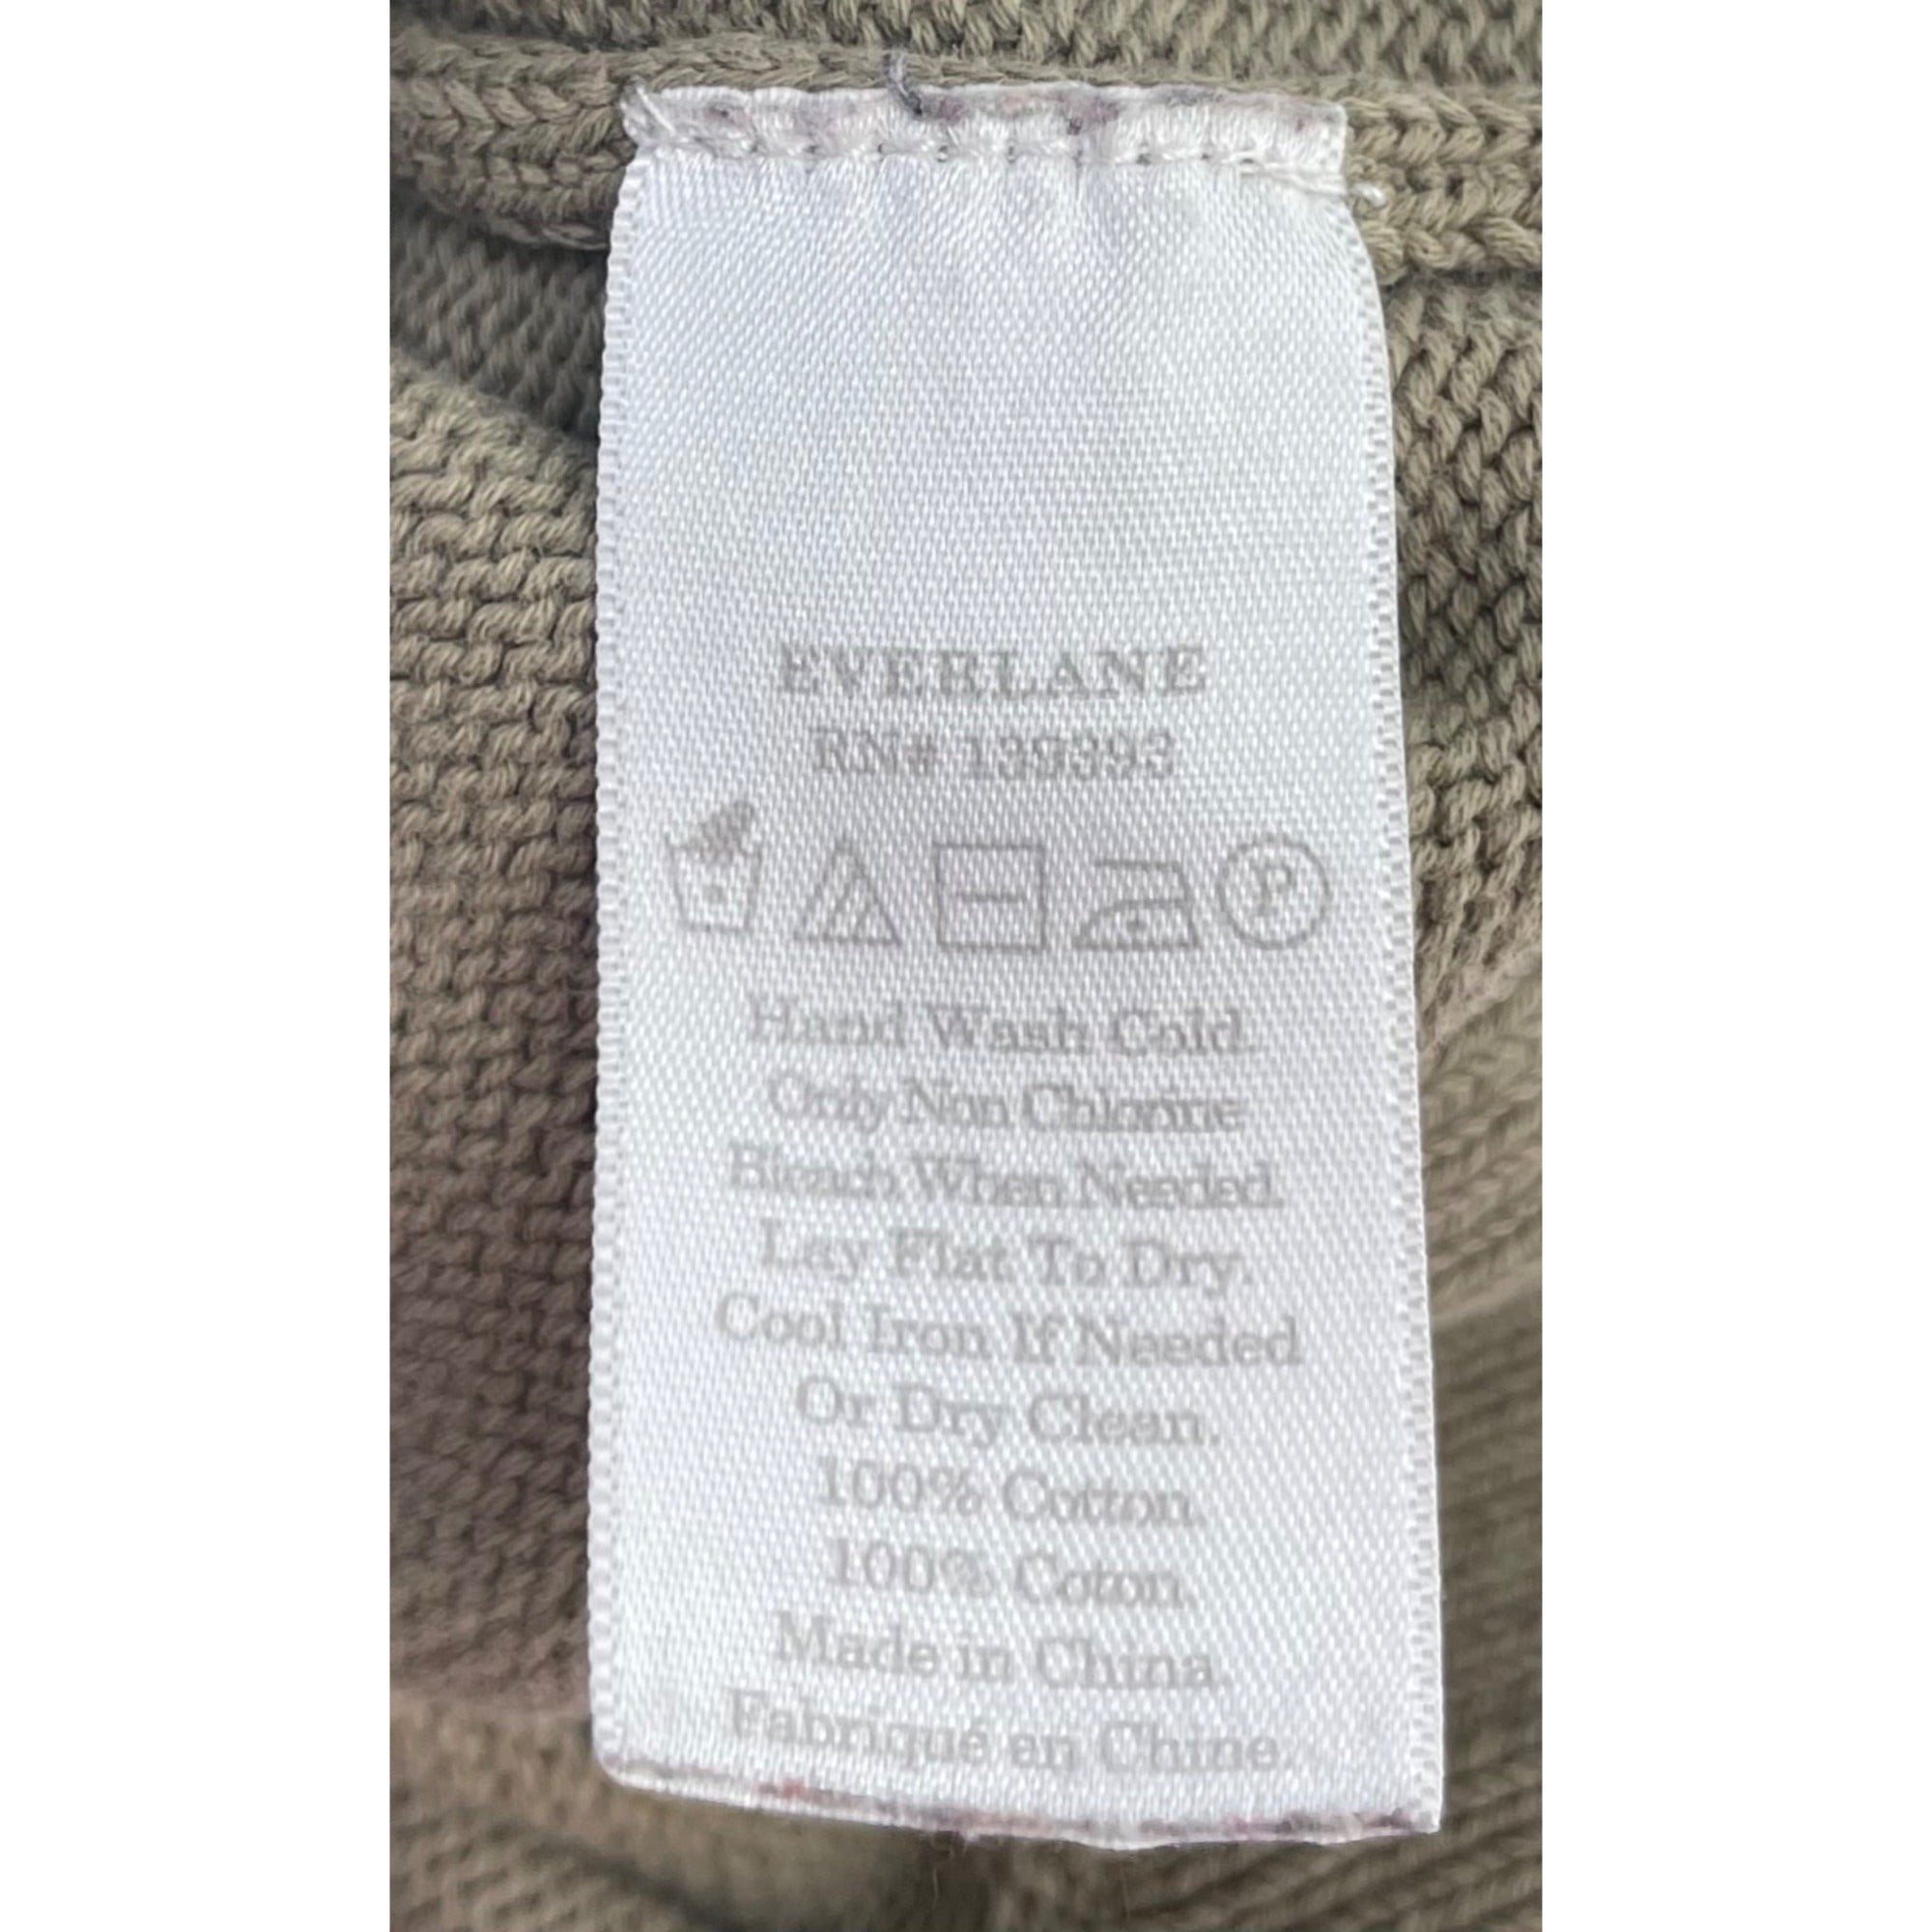 EVERLANE
RN# 139393
P
Hand Wash Cold.
Only Non Chlorine
Bleach When Needed.
Lay Flat To Dry.
Cool Iron If Needed
Or Dry Clean.
100% Cotton.
100% Coton.
Made in China.
Fabriqué en Chine